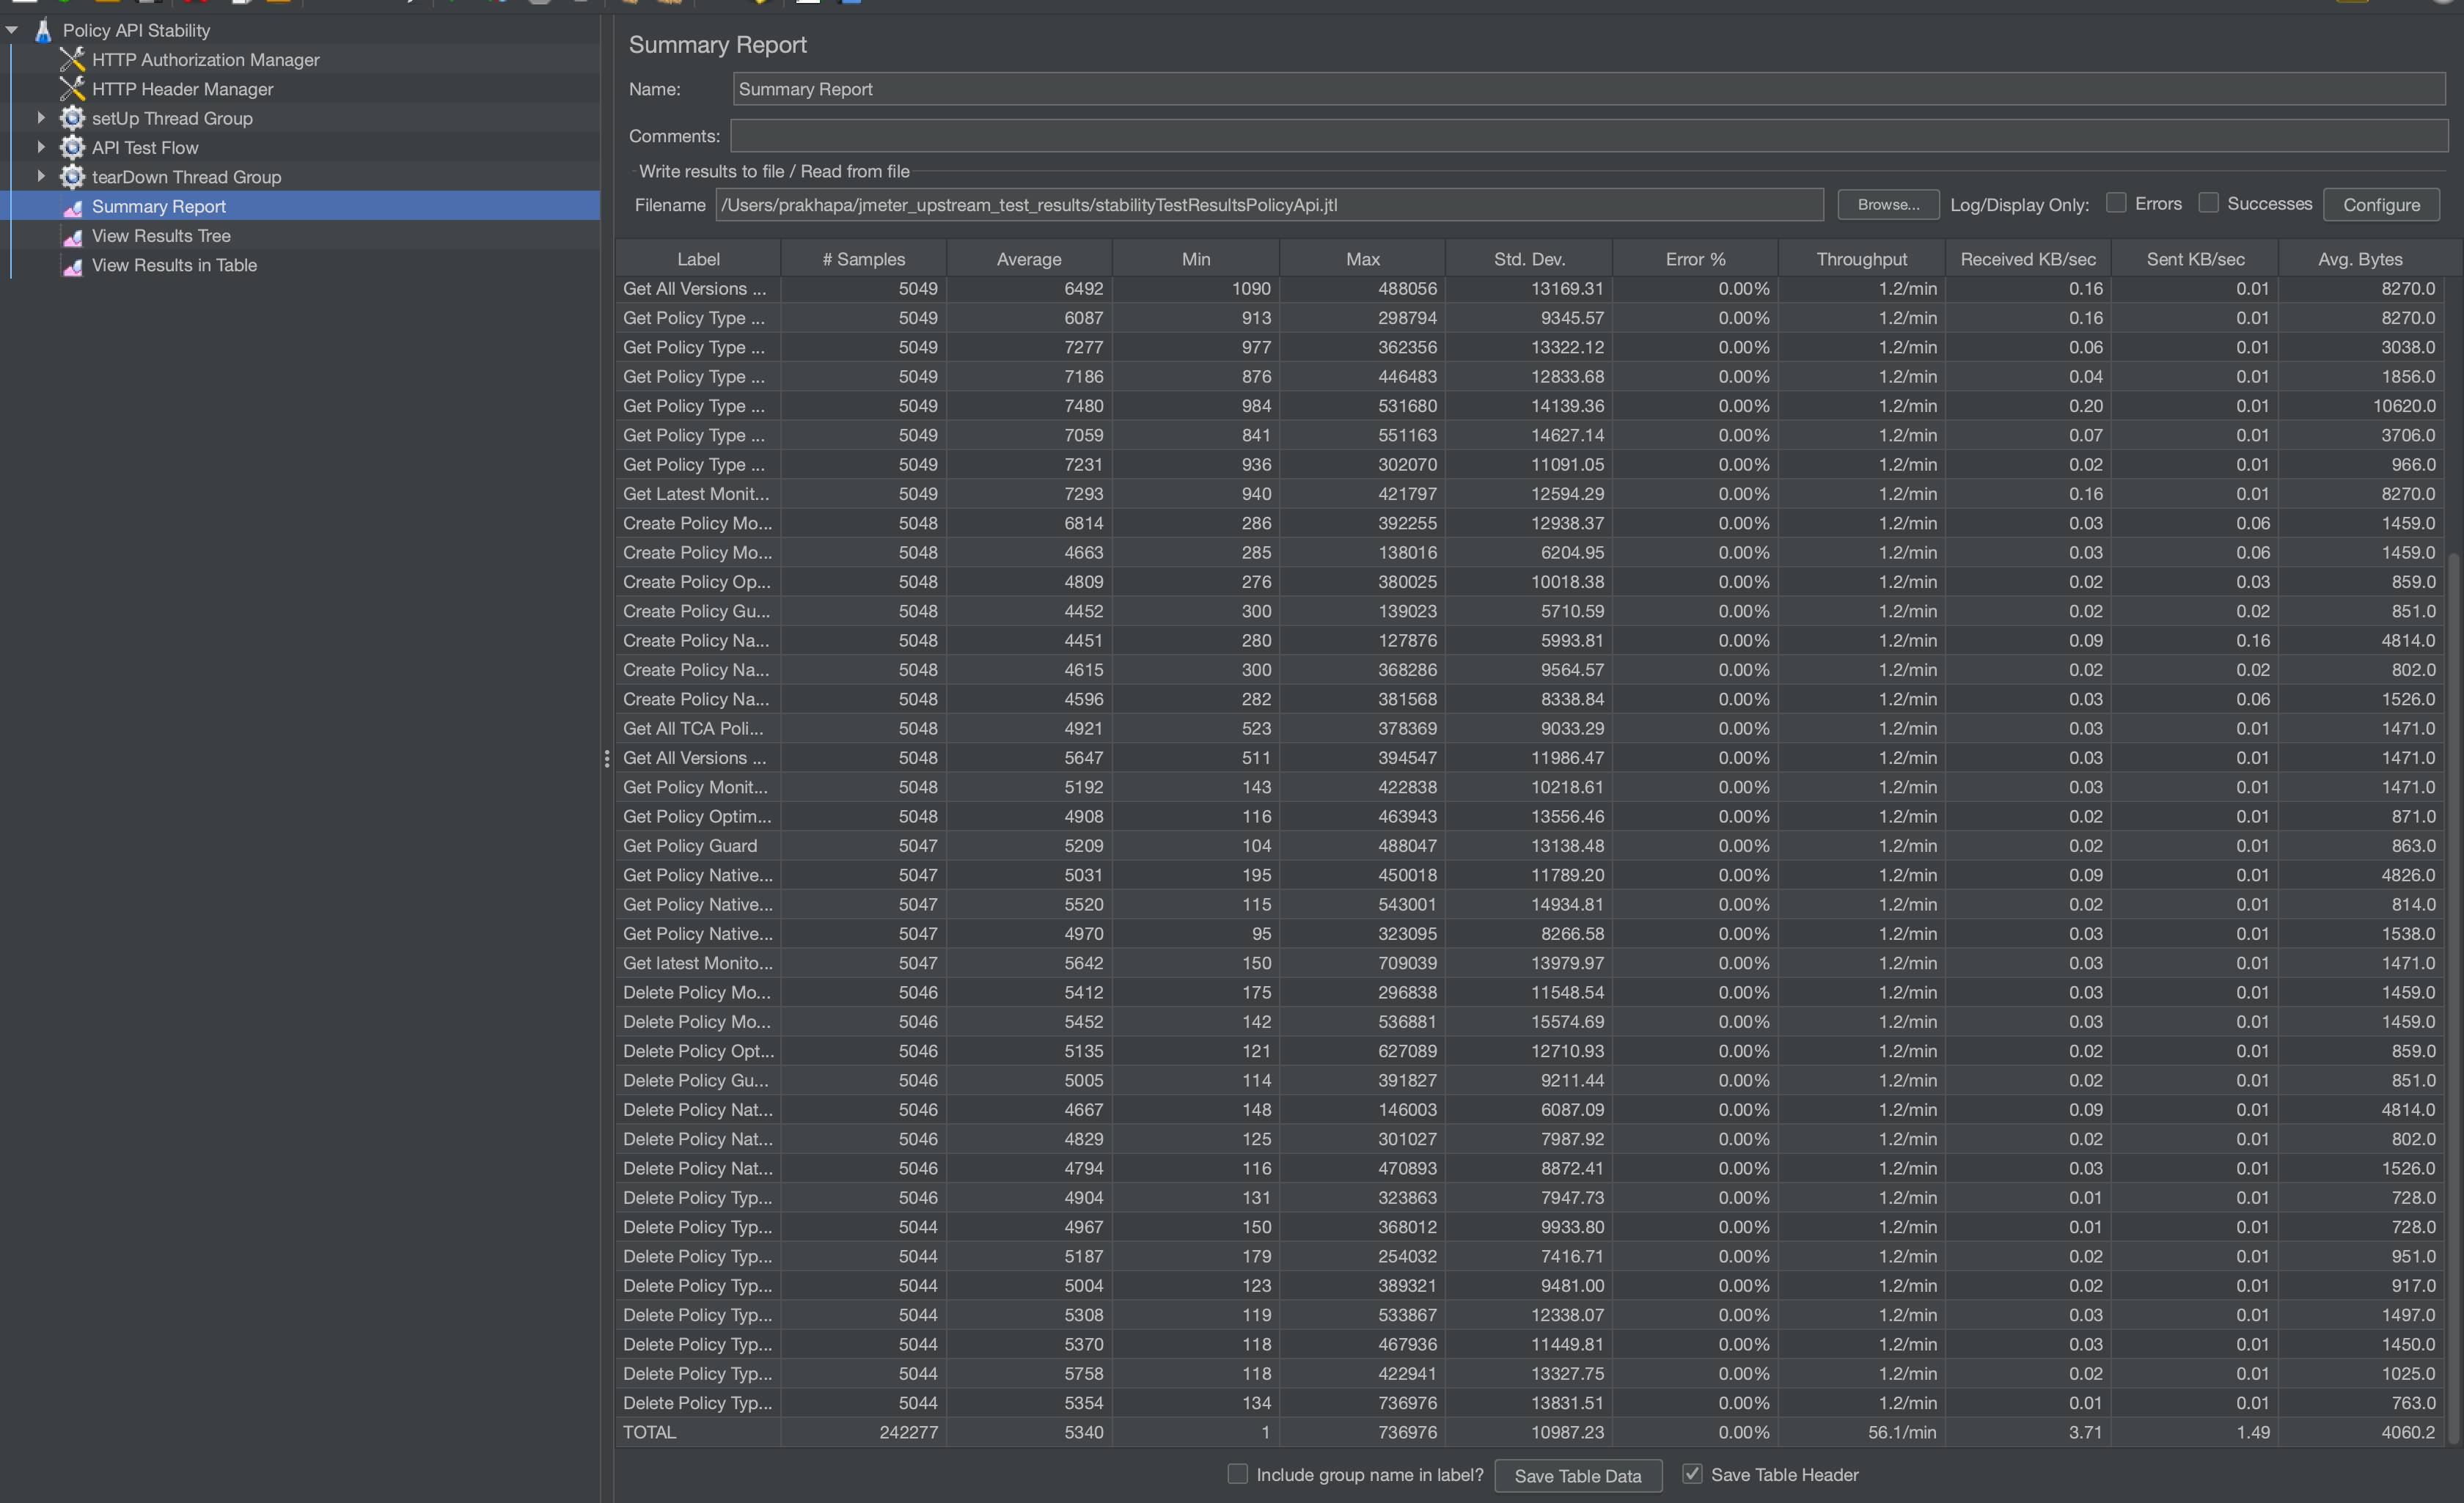 Policy API Stability
HTTP Authorization Manager
HTTP Header Manager
setUp Thread Group
API Test Flow
tearDown Thread Group
Summary Report
View Results Tree
View Results in Table
Summary Report
Name: Summary Report
Comments:
Write results to file / Read from file
Filename /Users/prakhapa/jmeter_upstream_test_results/stabilityTestResultsPolicyApi.jtl Browse... Log/Display Only: Errors Successes Configure
Label # Samples Average Min Max Std. Dev. Error % Throughput Received KB/sec Sent KB/sec Avg. Bytes
Get All Versions ... 5049 6492 1090 488056 13169.31 0.00% 1.2/min 0.16 0.01 8270.0
Get Policy Type ... 5049 6087 913 298794 9345.57 0.00% 1.2/min 0.16 0.01 8270.0
Get Policy Type ... 5049 7277 977 362356 13322.12 0.00% 1.2/min 0.06 0.01 3038.0
Get Policy Type ... 5049 7186 876 446483 12833.68 0.00% 1.2/min 0.04 0.01 1856.0
Get Policy Type ... 5049 7480 984 531680 14139.36 0.00% 1.2/min 0.20 0.01 10620.0
Get Policy Type ... 5049 7059 841 551163 14627.14 0.00% 1.2/min 0.07 0.01 3706.0
Get Policy Type ... 5049 7231 936 302070 11091.05 0.00% 1.2/min 0.02 0.01 966.0
Get Latest Monit... 5049 7293 940 421797 12594.29 0.00% 1.2/min 0.16 0.01 8270.0
Create Policy Mo... 5048 6814 286 392255 12938.37 0.00% 1.2/min 0.03 0.06 1459.0
Create Policy Mo... 5048 4663 285 138016 6204.95 0.00% 1.2/min 0.03 0.06 1459.0
Create Policy Op... 5048 4809 276 380025 10018.38 0.00% 1.2/min 0.02 0.03 859.0
Create Policy Gu... 5048 4452 300 139023 5710.59 0.00% 1.2/min 0.02 0.02 851.0
Create Policy Na... 5048 4451 280 127876 5993.81 0.00% 1.2/min 0.09 0.16 4814.0
Create Policy Na... 5048 4615 300 368286 9564.57 0.00% 1.2/min 0.02 0.02 802.0
Create Policy Na... 5048 4596 282 381568 8338.84 0.00% 1.2/min 0.03 0.06 1526.0
Get All TCA Poli... 5048 4921 523 378369 9033.29 0.00% 1.2/min 0.03 0.01 1471.0
Get All Versions ... 5048 5647 511 394547 11986.47 0.00% 1.2/min 0.03 0.01 1471.0
Get Policy Monit... 5048 5192 143 422838 10218.61 0.00% 1.2/min 0.03 0.01 1471.0
Get Policy Optim... 5048 4908 116 463943 13556.46 0.00% 1.2/min 0.02 0.01 871.0
Get Policy Guard 5047 5209 104 488047 13138.48 0.00% 1.2/min 0.02 0.01 863.0
Get Policy Native... 5047 5031 195 450018 11789.20 0.00% 1.2/min 0.09 0.01 4826.0
Get Policy Native... 5047 5520 115 543001 14934.81 0.00% 1.2/min 0.02 0.01 814.0
Get Policy Native... 5047 4970 95 323095 8266.58 0.00% 1.2/min 0.03 0.01 1538.0
Get latest Monito... 5047 5642 150 709039 13979.97 0.00% 1.2/min 0.03 0.01 1471.0
Delete Policy Mo... 5046 5412 175 296838 11548.54 0.00% 1.2/min 0.03 0.01 1459.0
Delete Policy Mo... 5046 5452 142 536881 15574.69 0.00% 1.2/min 0.03 0.01 1459.0
Delete Policy Opt... 5046 5135 121 627089 12710.93 0.00% 1.2/min 0.02 0.01 859.0
Delete Policy Gu... 5046 5005 114 391827 9211.44 0.00% 1.2/min 0.02 0.01 851.0
Delete Policy Nat... 5046 4667 148 146003 6087.09 0.00% 1.2/min 0.09 0.01 4814.0
Delete Policy Nat... 5046 4829 125 301027 7987.92 0.00% 1.2/min 0.02 0.01 802.0
Delete Policy Nat... 5046 4794 116 470893 8872.41 0.00% 1.2/min 0.03 0.01 1526.0
Delete Policy Typ... 5046 4904 131 323863 7947.73 0.00% 1.2/min 0.01 0.01 728.0
Delete Policy Typ... 5044 4967 150 368012 9933.80 0.00% 1.2/min 0.01 0.01 728.0
Delete Policy Typ... 5044 5187 179 254032 7416.71 0.00% 1.2/min 0.02 0.01 951.0
Delete Policy Typ... 5044 5004 123 389321 9481.00 0.00% 1.2/min 0.02 0.01 917.0
Delete Policy Typ... 5044 5308 119 533867 12338.07 0.00% 1.2/min 0.03 0.01 1497.0
Delete Policy Typ... 5044 5370 118 467936 11449.81 0.00% 1.2/min 0.03 0.01 1450.0
Delete Policy Typ... 5044 5758 118 422941 13327.75 0.00% 1.2/min 0.02 0.01 1025.0
Delete Policy Typ... 5044 5354 134 736976 13831.51 0.00% 1.2/min 0.01 0.01 763.0
TOTAL 242277 5340 1 736976 10987.23 0.00% 56.1/min 3.71 1.49 4060.2
Include group name in label? Save Table Data Save Table Header